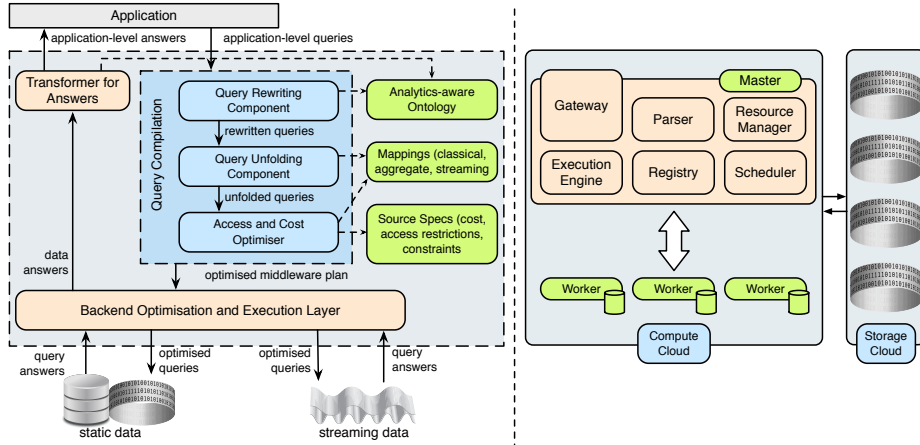 Application
application-level answers
application-level queries
Transformer for
Answers
Query Compilation
Query Rewriting
Component
Analytics-aware
Ontology
rewritten queries
Query Unfolding
Component
Mappings (classical,
aggregate, streaming
unfolded queries
Access and Cost
Optimiser
Source Specs (cost,
access restrictions,
constraints
data
answers
optimised middleware plan
Backend Optimisation and Execution Layer
query
answers
optimised
queries
optimised
queries
query
answers
static data
streaming data
Master
Gateway
Parser
Resource
Manager
Execution
Engine
Registry
Scheduler
Worker
Worker
Worker
Compute
Cloud
Storage
Cloud